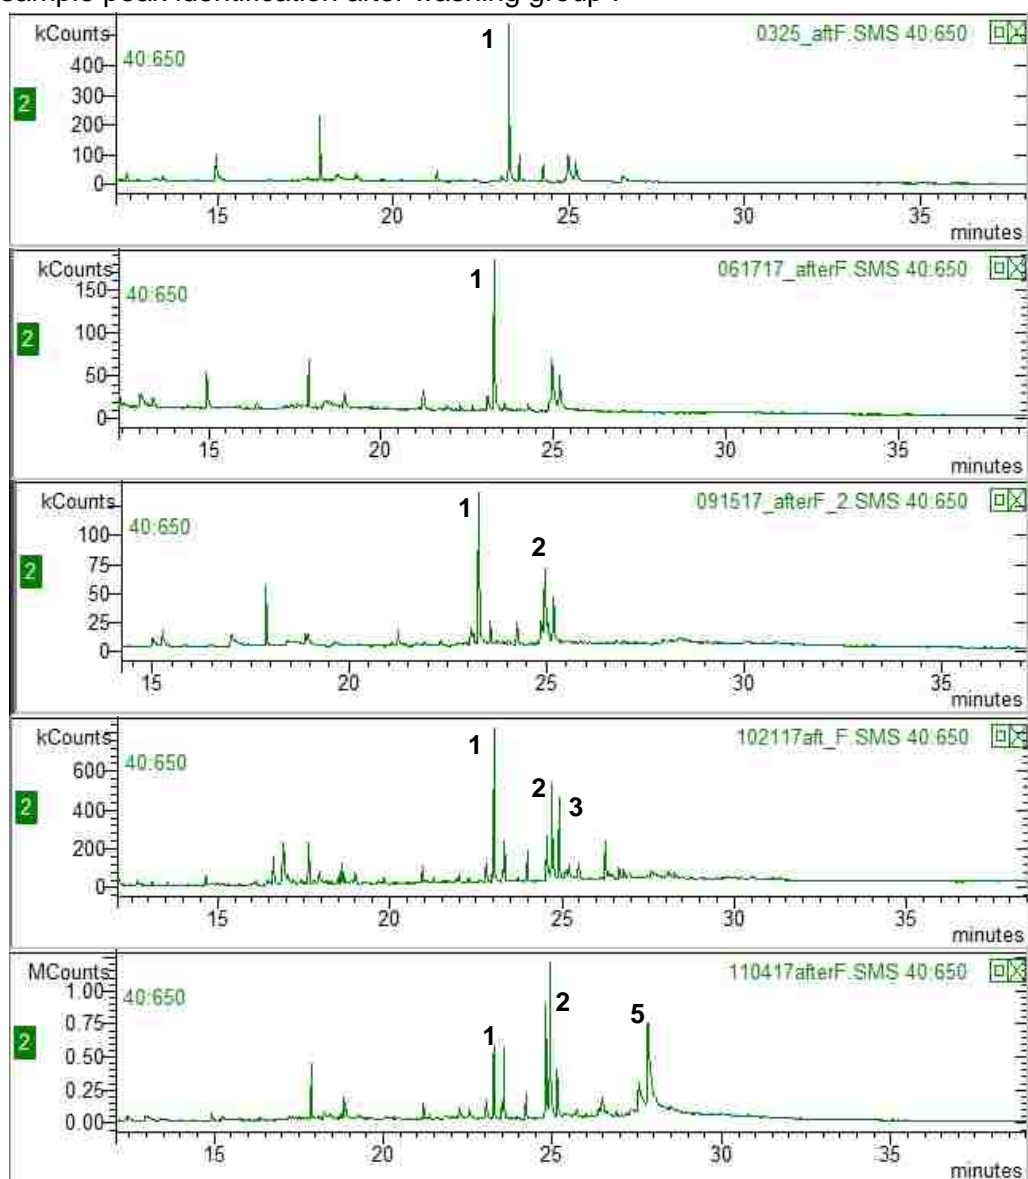 sample peak identification after washing group F
kCounts 1 0325_aftF.SMS 40:650
40:650
400
300
2
200
100
0
15 20 25 30 35
minutes
kCounts 1 061717_afterF.SMS 40:650
150
40:650
100
2
50
0
15 20 25 30 35
minutes
kCounts 1 091517_afterF_2.SMS 40:650
100
40:650
2
75
2
50
25
0
15 20 25 30 35
minutes
kCounts 1 102117aft_F.SMS 40:650
40:650
600
2 3
400
2
200
0
15 20 25 30 35
minutes
MCounts 110417afterF.SMS 40:650
1.00
40:650
2
0.75
1 5
2
0.50
0.25
0.00
15 20 25 30 35
minutes